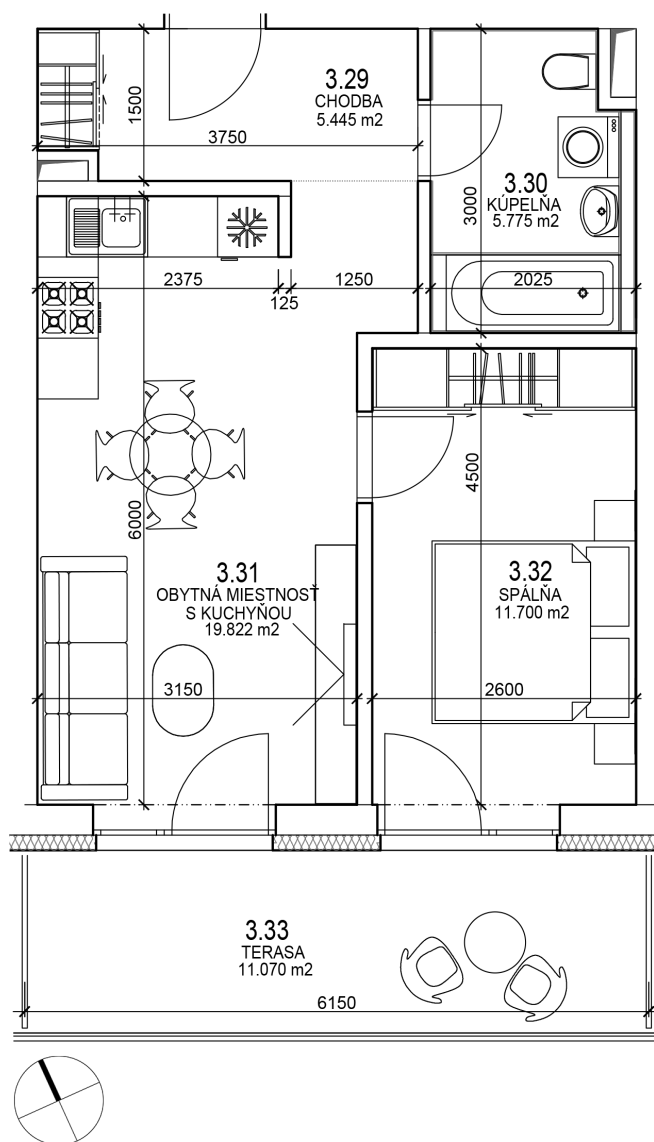 3.29
CHODBA
5.445 m2
1500
3750
3.30
KÚPEĽŇA
5.775 m2
3000
2375
125
1250
2025
4500
6000
3.31
OBYTNÁ MIESTNOSŤ
S KUCHYŇOU
19.822 m2
3.32
SPÁLŇA
11.700 m2
3150
2600
3.33
TERASA
11.070 m2
6150